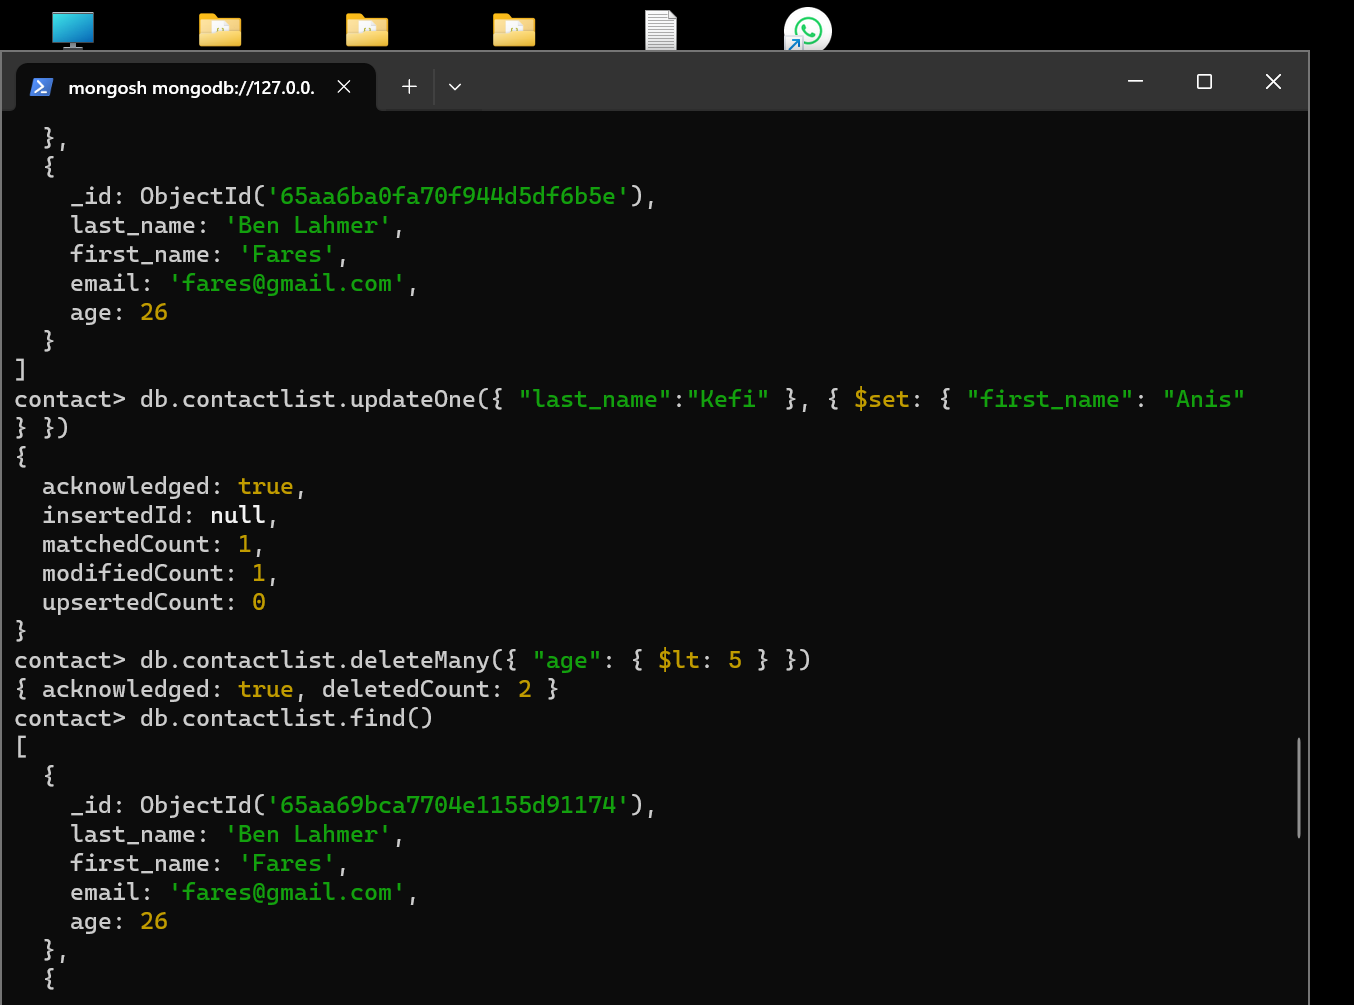 mongosh mongodb://127.0.0.
},
{
_id: ObjectId('65aa6ba0fa70f944d5df6b5e'),
last_name: 'Ben Lahmer',
first_name: 'Fares',
email: 'fares@gmail.com',
age: 26
}
]
contact> db.contactlist.updateOne({ "last_name":"Kefi" }, { $set: { "first_name": "Anis"
} })
{
acknowledged: true,
insertedId: null,
matchedCount: 1,
modifiedCount: 1,
upsertedCount: 0
}
contact> db.contactlist.deleteMany({ "age": { $lt: 5 } })
{ acknowledged: true, deletedCount: 2 }
contact> db.contactlist.find()
[
{
_id: ObjectId('65aa69bca7704e1155d91174'),
last_name: 'Ben Lahmer',
first_name: 'Fares',
email: 'fares@gmail.com',
age: 26
},
{